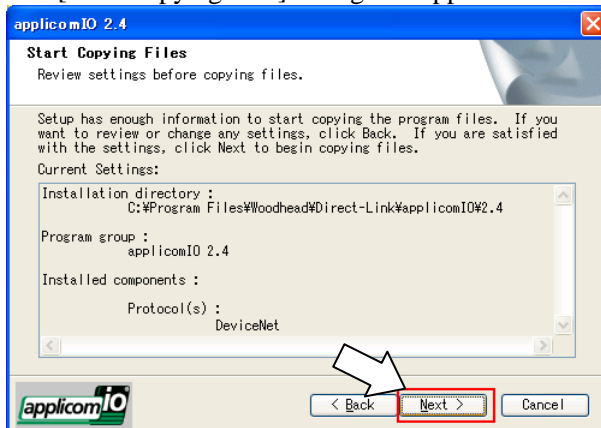 applicomIO 2.4
Start Copying Files
Review settings before copying files.
Setup has enough information to start copying the program files. If you
want to review or change any settings, click Back. If you are satisfied
with the settings, click Next to begin copying files.
Current Settings:
Installation directory :
C:¥Program Files¥Woodhead¥Direct-Link¥applicomIO¥2.4
Program group :
applicomIO 2.4
Installed components :
Protocol(s) :
DeviceNet
applicom io
< Back
Next >
Cancel